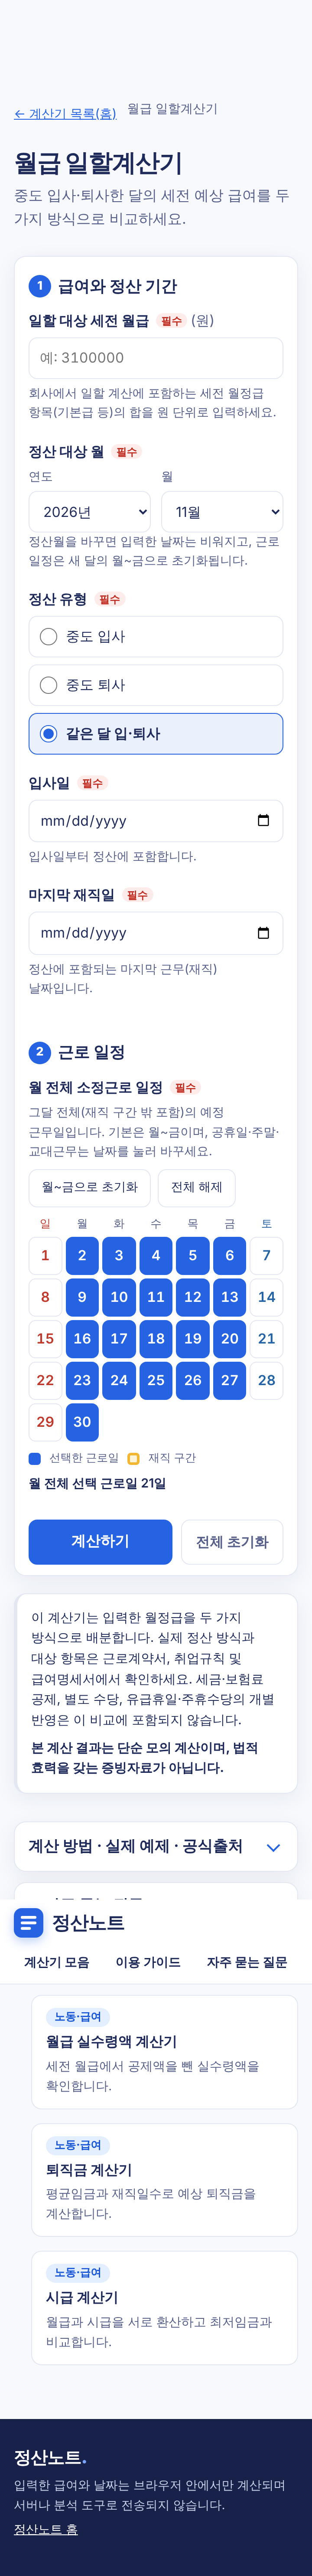 ← 계산기 목록(홈) 월급 일할계산기
월급 일할계산기
중도 입사·퇴사한 달의 세전 예상 급여를 두
가지 방식으로 비교하세요.
1 급여와 정산 기간
일할 대상 세전 월급 필수 (원)
예: 3100000
회사에서 일할 계산에 포함하는 세전 월정급
항목(기본급 등)의 합을 원 단위로 입력하세요.
정산 대상 월 필수
연도 월
2026년 11월
정산월을 바꾸면 입력한 날짜는 비워지고, 근로
일정은 새 달의 월~금으로 초기화됩니다.
정산 유형 필수
중도 입사
중도 퇴사
같은 달 입·퇴사
입사일 필수
mm/dd/yyyy
입사일부터 정산에 포함합니다.
마지막 재직일 필수
mm/dd/yyyy
정산에 포함되는 마지막 근무(재직)
날짜입니다.
2 근로 일정
월 전체 소정근로 일정 필수
그달 전체(재직 구간 밖 포함)의 예정
근무일입니다. 기본은 월~금이며, 공휴일·주말·
교대근무는 날짜를 눌러 바꾸세요.
월~금으로 초기화 전체 해제
일 월 화 수 목 금 토
1 2 3 4 5 6 7
8 9 10 11 12 13 14
15 16 17 18 19 20 21
22 23 24 25 26 27 28
29 30
선택한 근로일 재직 구간
월 전체 선택 근로일 21일
계산하기 전체 초기화
이 계산기는 입력한 월정급을 두 가지
방식으로 배분합니다. 실제 정산 방식과
대상 항목은 근로계약서, 취업규칙 및
급여명세서에서 확인하세요. 세금·보험료
공제, 별도 수당, 유급휴일·주휴수당의 개별
반영은 이 비교에 포함되지 않습니다.
본 계산 결과는 단순 모의 계산이며, 법적
효력을 갖는 증빙자료가 아닙니다.
계산 방법 · 실제 예제 · 공식출처
정산노트
계산기 모음 이용 가이드 자주 묻는 질문
노동·급여
월급 실수령액 계산기
세전 월급에서 공제액을 뺀 실수령액을
확인합니다.
노동·급여
퇴직금 계산기
평균임금과 재직일수로 예상 퇴직금을
계산합니다.
노동·급여
시급 계산기
월급과 시급을 서로 환산하고 최저임금과
비교합니다.
정산노트.
입력한 급여와 날짜는 브라우저 안에서만 계산되며
서버나 분석 도구로 전송되지 않습니다.
정산노트 홈